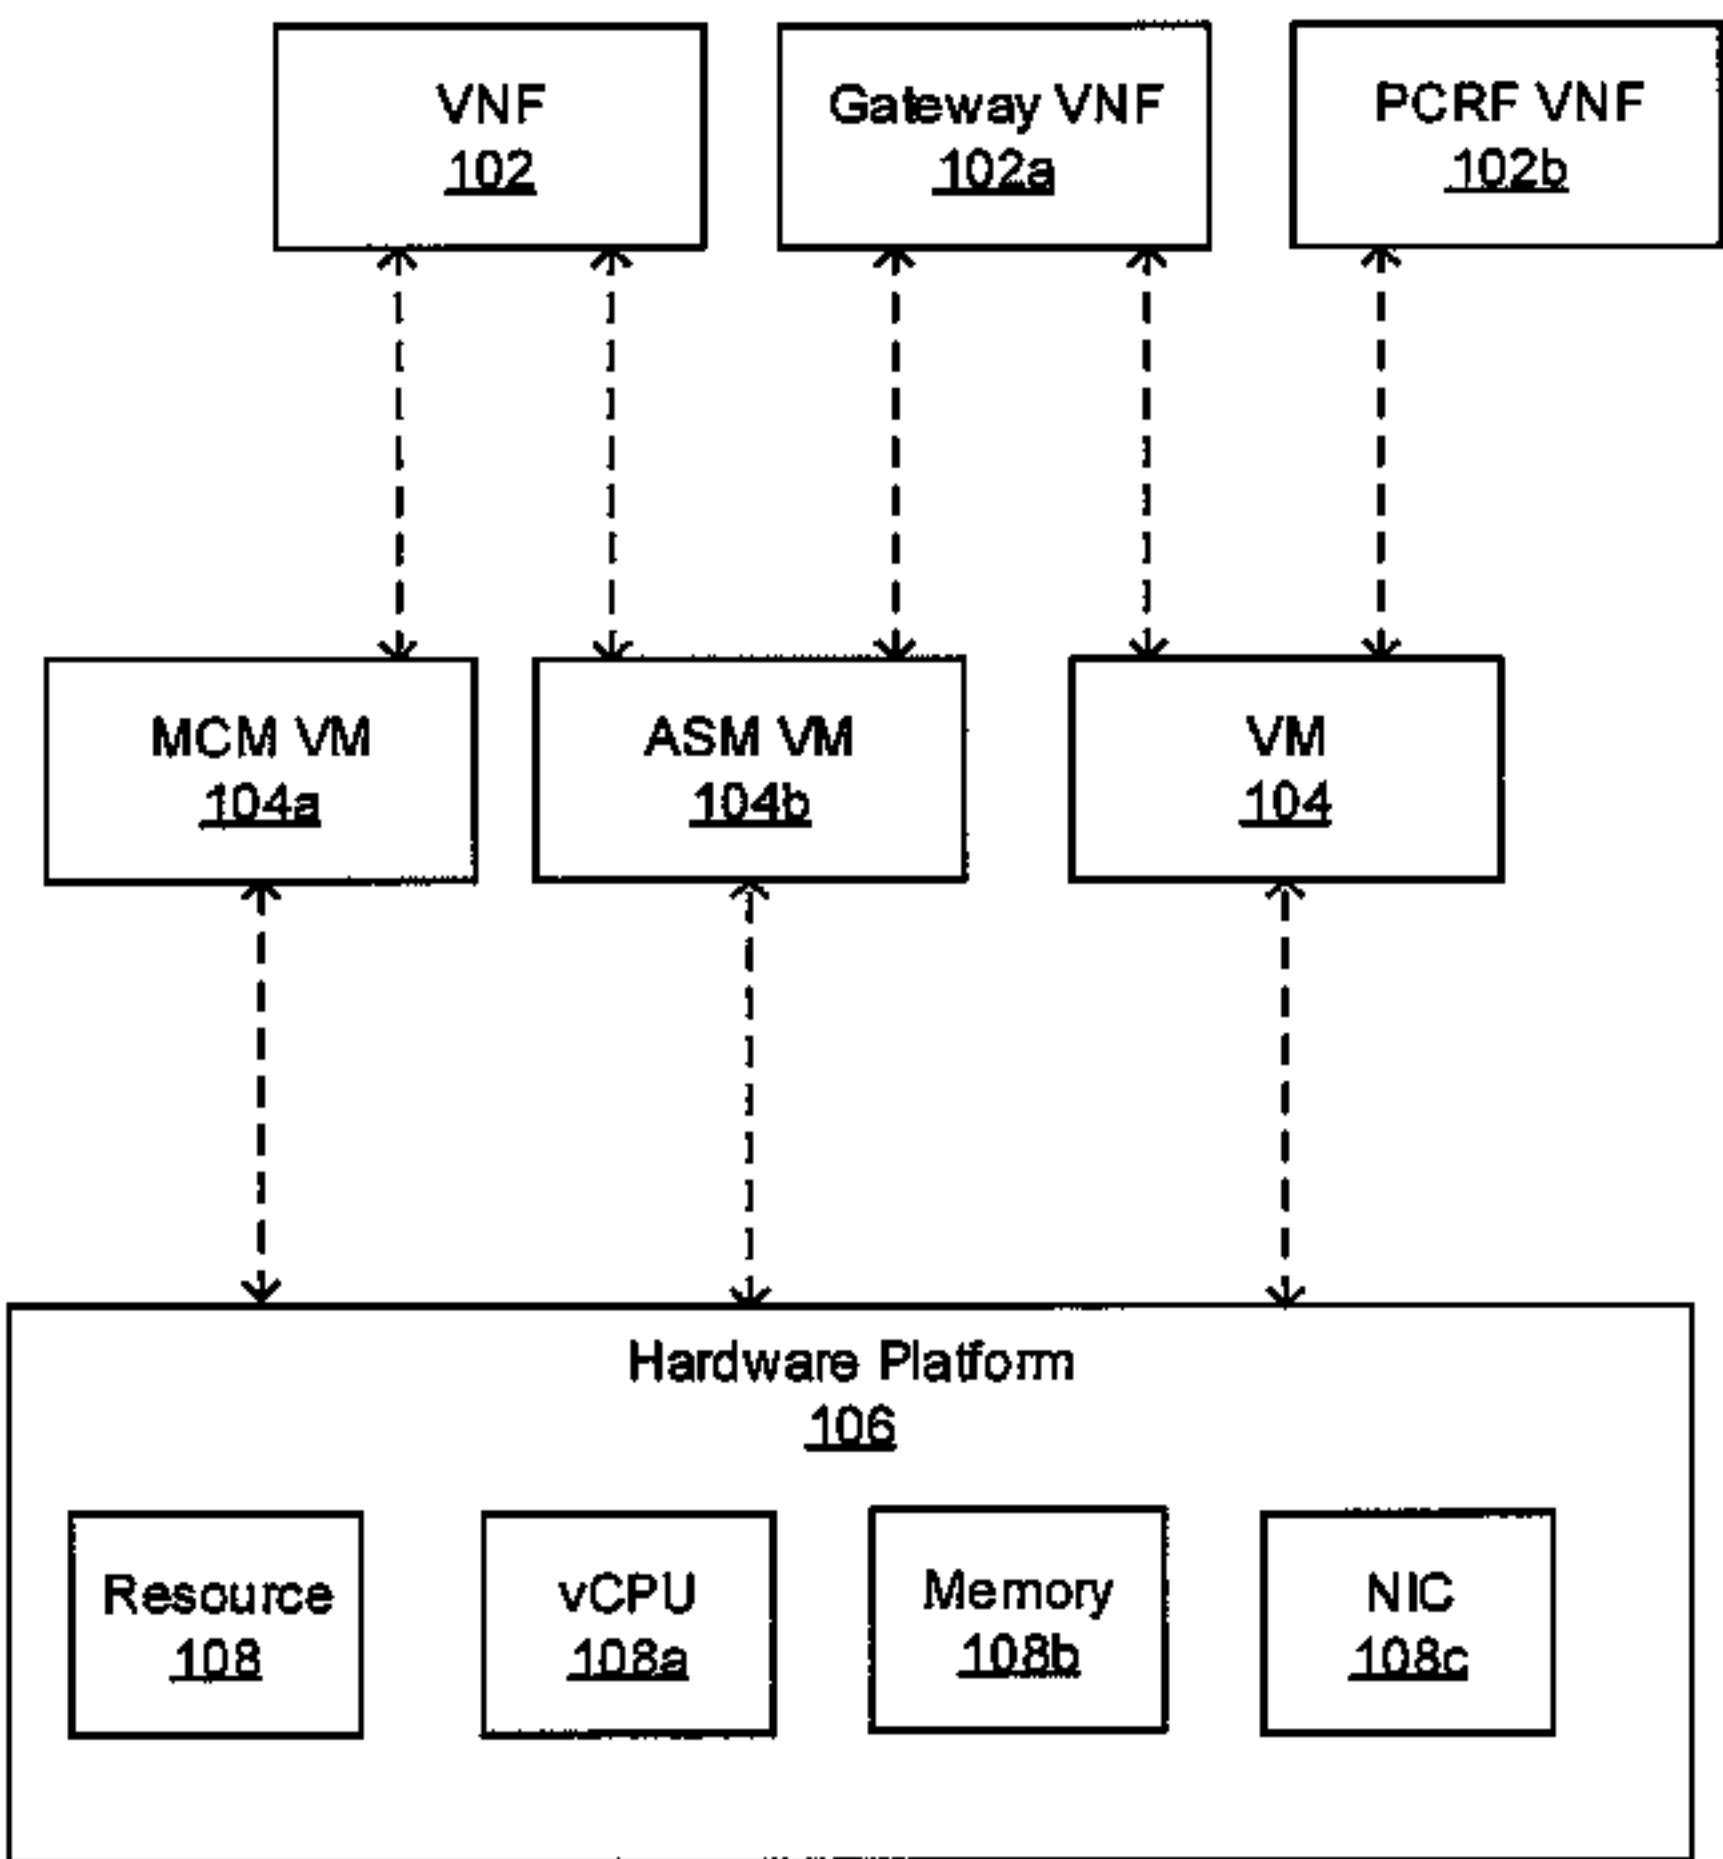 VNF
102
Gateway VNF
102a
PCRF VNF
102b
MCM VM
104a
ASM VM
104b
VM
104
Hardware Platform
106
Resource
108
vCPU
108a
Memory
108b
NIC
108c